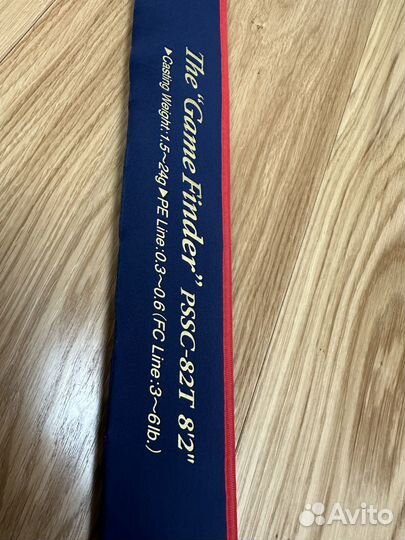 The "Game Finder" PSSC-82T 8'2"
▶Casting Weight:1.5~24g ▶PE Line:0.3~0.6 (FC Line:3~6lb.)
Avito